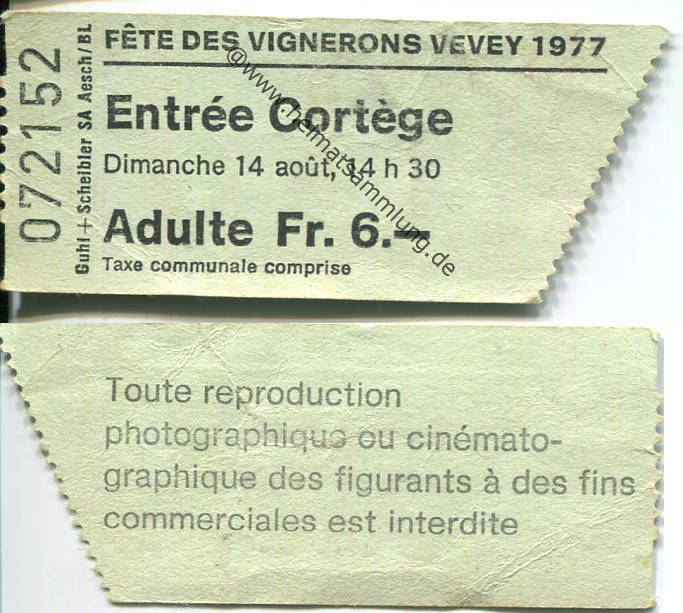 072152
Guhl + Scheibler SA Aesch/BL
FÊTE DES VIGNERONS VEVEY 1977
Entrée Cortège
Dimanche 14 août, 14 h 30
Adulte Fr. 6.—
Taxe communale comprise
@www.heimatsammlung.de
Toute reproduction
photographique ou cinémato-
graphique des figurants à des fins
commerciales est interdite